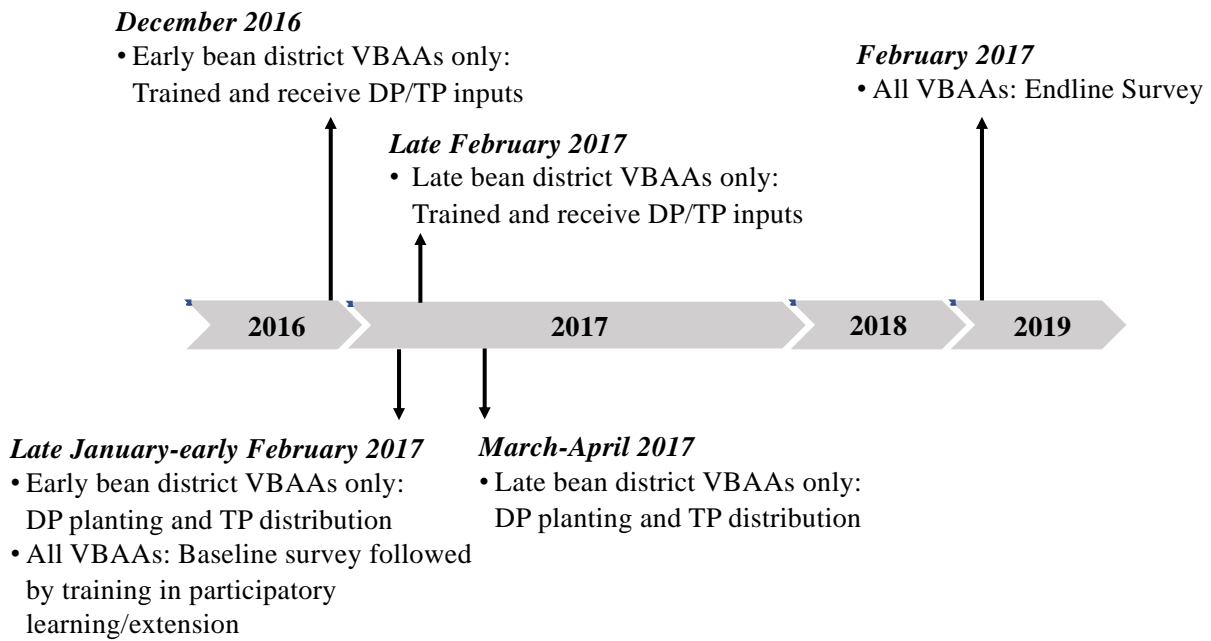 December 2016
• Early bean district VBAAs only:
Trained and receive DP/TP inputs
February 2017
• All VBAAs: Endline Survey
Late February 2017
• Late bean district VBAAs only:
Trained and receive DP/TP inputs
2016
2017
2018
2019
Late January-early February 2017
• Early bean district VBAAs only:
DP planting and TP distribution
• All VBAAs: Baseline survey followed
by training in participatory
learning/extension
March-April 2017
• Late bean district VBAAs only:
DP planting and TP distribution